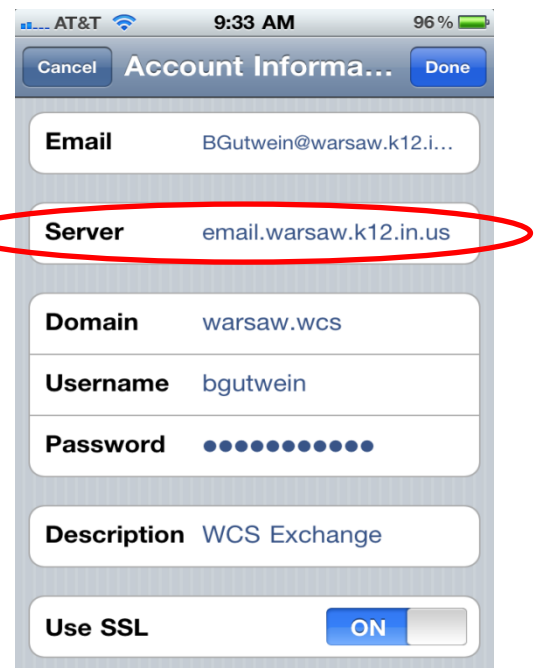 AT&T 9:33 AM 96 %
Cancel Account Informa... Done
Email BGutwein@warsaw.k12.i...
Server email.warsaw.k12.in.us
Domain warsaw.wcs
Username bgutwein
Password ●●●●●●●●●●●
Description WCS Exchange
Use SSL ON